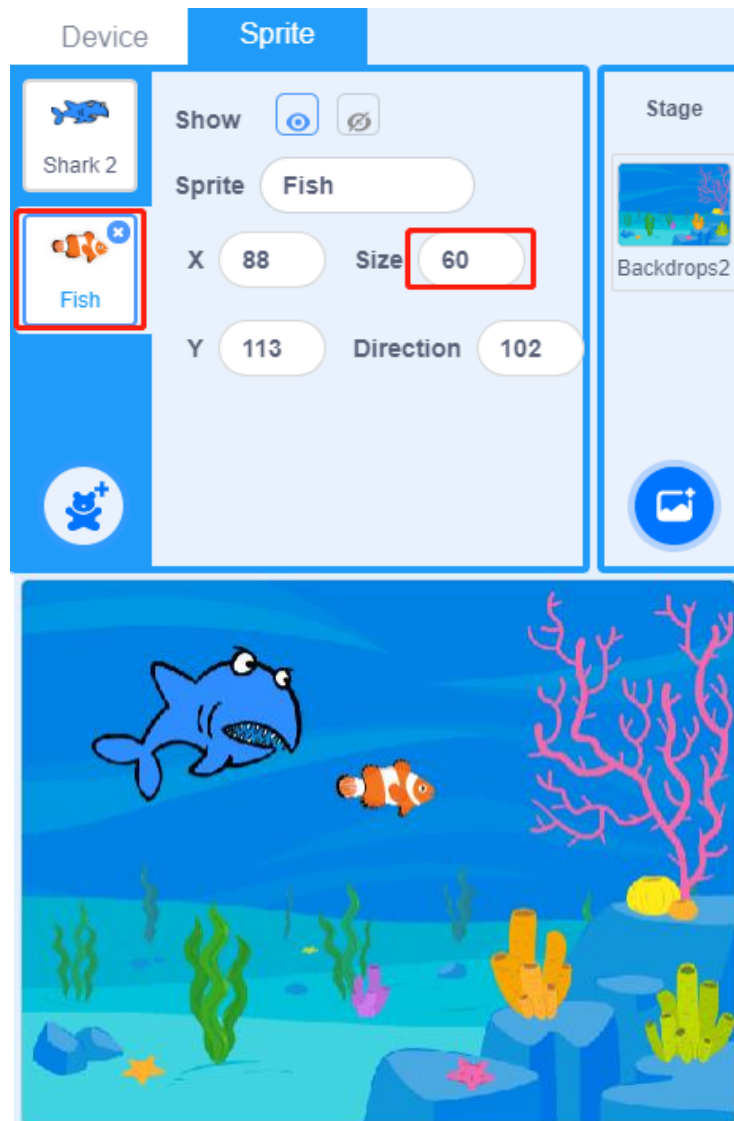 Device
Sprite
Shark 2
Fish
Show
Sprite Fish
X 88 Size 60
Y 113 Direction 102
Stage
Backdrops2